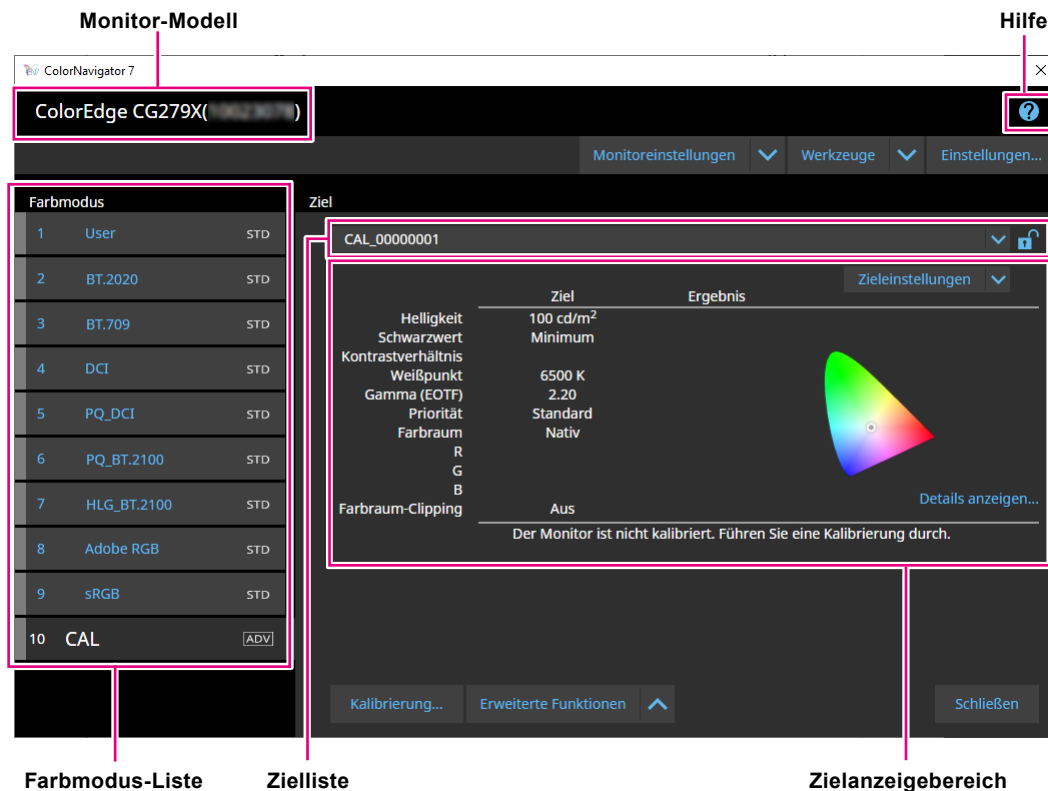 Monitor-Modell
Hilfe
ColorNavigator 7
ColorEdge CG279X( )
Monitoreinstellungen
Werkzeuge
Einstellungen...
Farbmodus
Ziel
1 User STD
2 BT.2020 STD
3 BT.709 STD
4 DCI STD
5 PQ_DCI STD
6 PQ_BT.2100 STD
7 HLG_BT.2100 STD
8 Adobe RGB STD
9 sRGB STD
10 CAL ADV
CAL_00000001
Zieleinstellungen
Ziel Ergebnis
Helligkeit 100 cd/m²
Schwarzwert Minimum
Kontrastverhältnis
Weißpunkt 6500 K
Gamma (EOTF) 2.20
Priorität Standard
Farbraum Nativ
R
G
B
Farbraum-Clipping Aus
Details anzeigen...
Der Monitor ist nicht kalibriert. Führen Sie eine Kalibrierung durch.
Kalibrierung...
Erweiterte Funktionen
Schließen
Farbmodus-Liste
Zielliste
Zielanzeigebereich